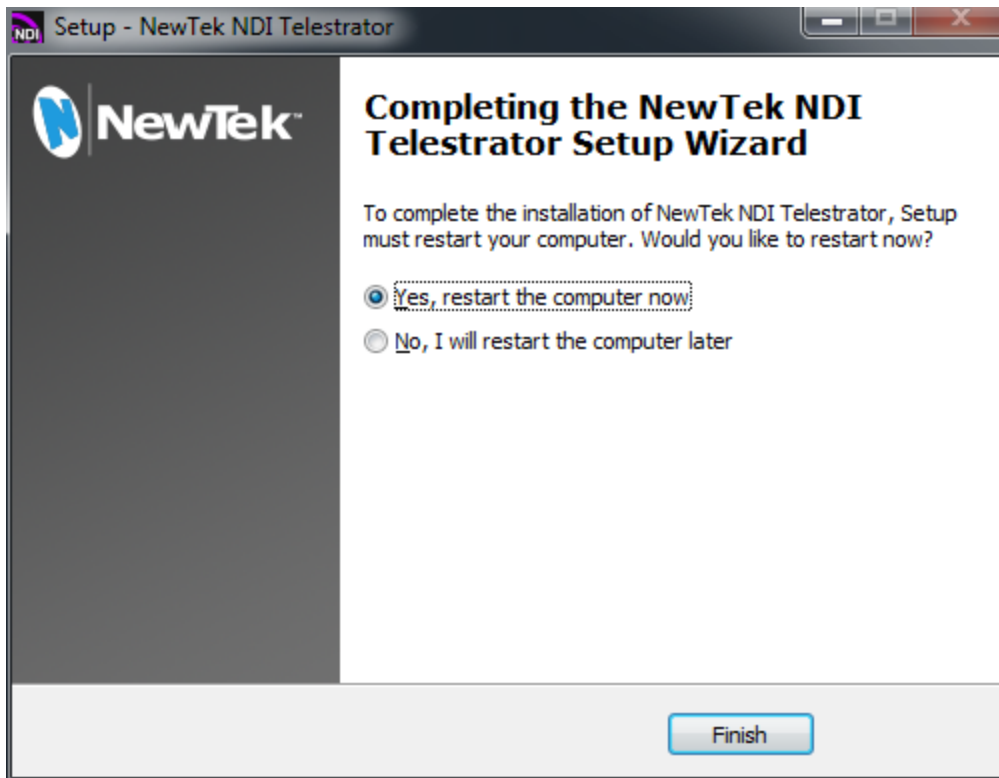 NDI Setup - NewTek NDI Telestrator
NewTek™
Completing the NewTek NDI
Telestrator Setup Wizard
To complete the installation of NewTek NDI Telestrator, Setup
must restart your computer. Would you like to restart now?
Yes, restart the computer now
No, I will restart the computer later
Finish